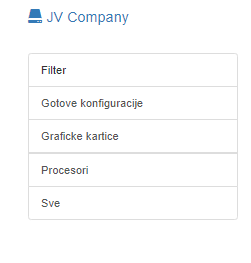 JV Company
Filter
Gotove konfiguracije
Graficke kartice
Procesori
Sve